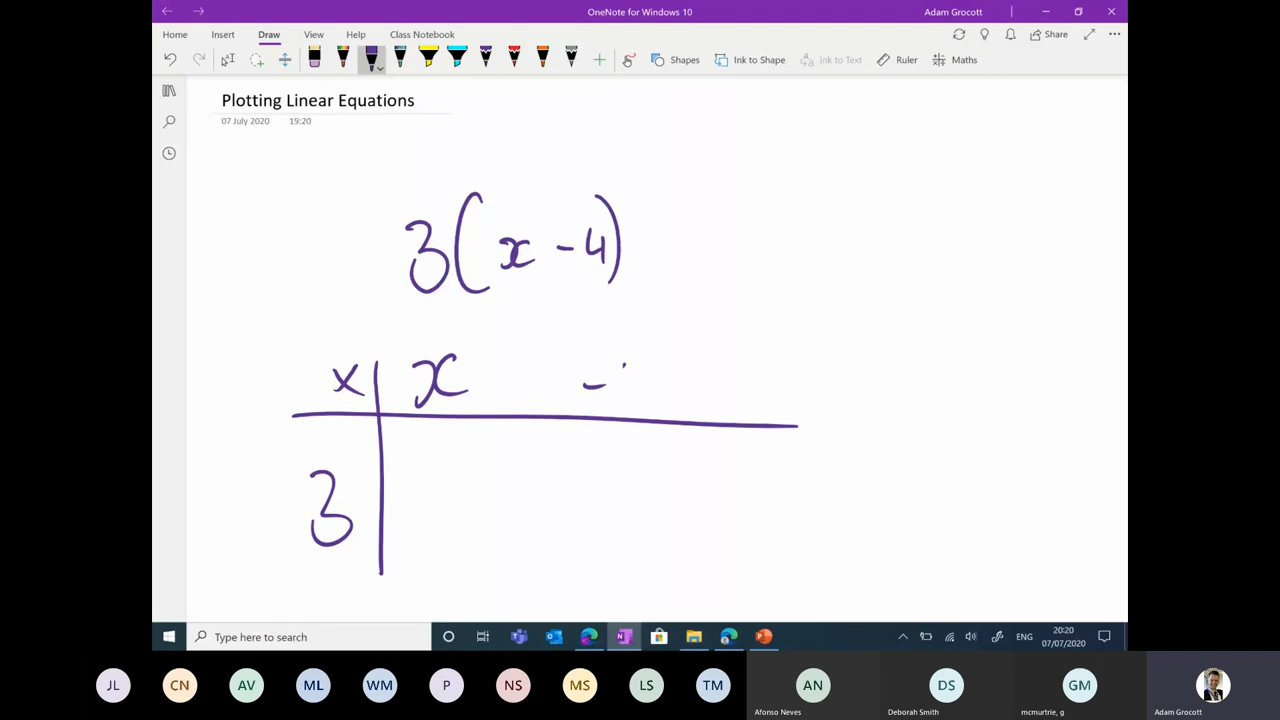 OneNote for Windows 10
Adam Grocott
Home Insert Draw View Help Class Notebook
Share
Shapes Ink to Shape Ink to Text Ruler Maths
Plotting Linear Equations
07 July 2020 19:20
3(x - 4)
x x -
3
Type here to search
ENG
20:20
07/07/2020
JL CN AV ML WM P NS MS LS TM AN DS GM
Afonso Neves Deborah Smith mcmurtrie, g Adam Grocott